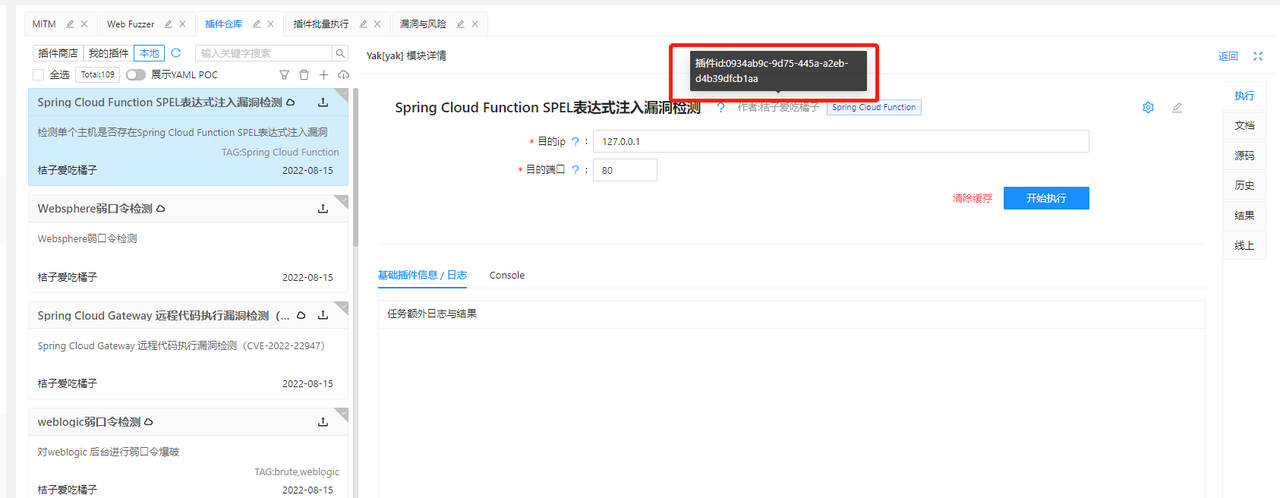 MITM
Web Fuzzer
插件仓库
插件批量执行
漏洞与风险
插件商店
我的插件
本地
输入关键字搜索
全选
Total:109
展示YAML POC
Spring Cloud Function SPEL表达式注入漏洞检测
检测单个主机是否存在Spring Cloud Function SPEL表达式注入漏洞
TAG:Spring Cloud Function
桔子爱吃橘子
2022-08-15
Websphere弱口令检测
Websphere弱口令检测
桔子爱吃橘子
2022-08-15
Spring Cloud Gateway 远程代码执行漏洞检测（...
Spring Cloud Gateway 远程代码执行漏洞检测（CVE-2022-22947）
桔子爱吃橘子
2022-08-15
weblogic弱口令检测
对weblogic 后台进行弱口令爆破
TAG:brute,weblogic
桔子爱吃橘子
2022-08-15
Yak[yak] 模块详情
返回
插件id:0934ab9c-9d75-445a-a2eb-
d4b39dfcb1aa
Spring Cloud Function SPEL表达式注入漏洞检测
作者:桔子爱吃橘子
Spring Cloud Function
* 目的ip ? :
127.0.0.1
* 目的端口 ? :
80
清除缓存
开始执行
基础插件信息 / 日志
Console
任务额外日志与结果
执行
文档
源码
历史
结果
线上